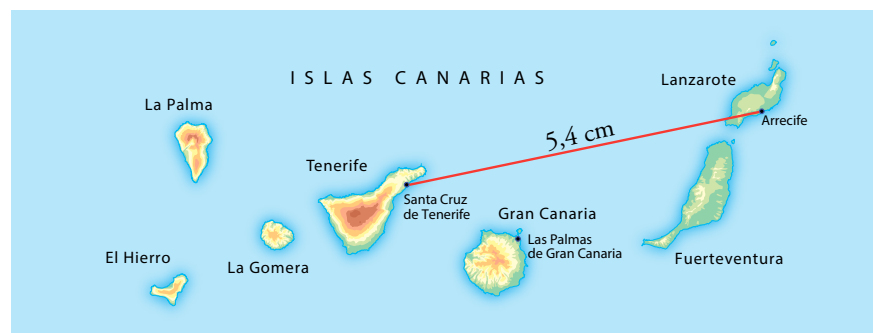 ISLAS CANARIAS
Lanzarote
La Palma
Arrecife
5,4 cm
Tenerife
Santa Cruz
de Tenerife
Gran Canaria
Las Palmas
de Gran Canaria
El Hierro
La Gomera
Fuerteventura